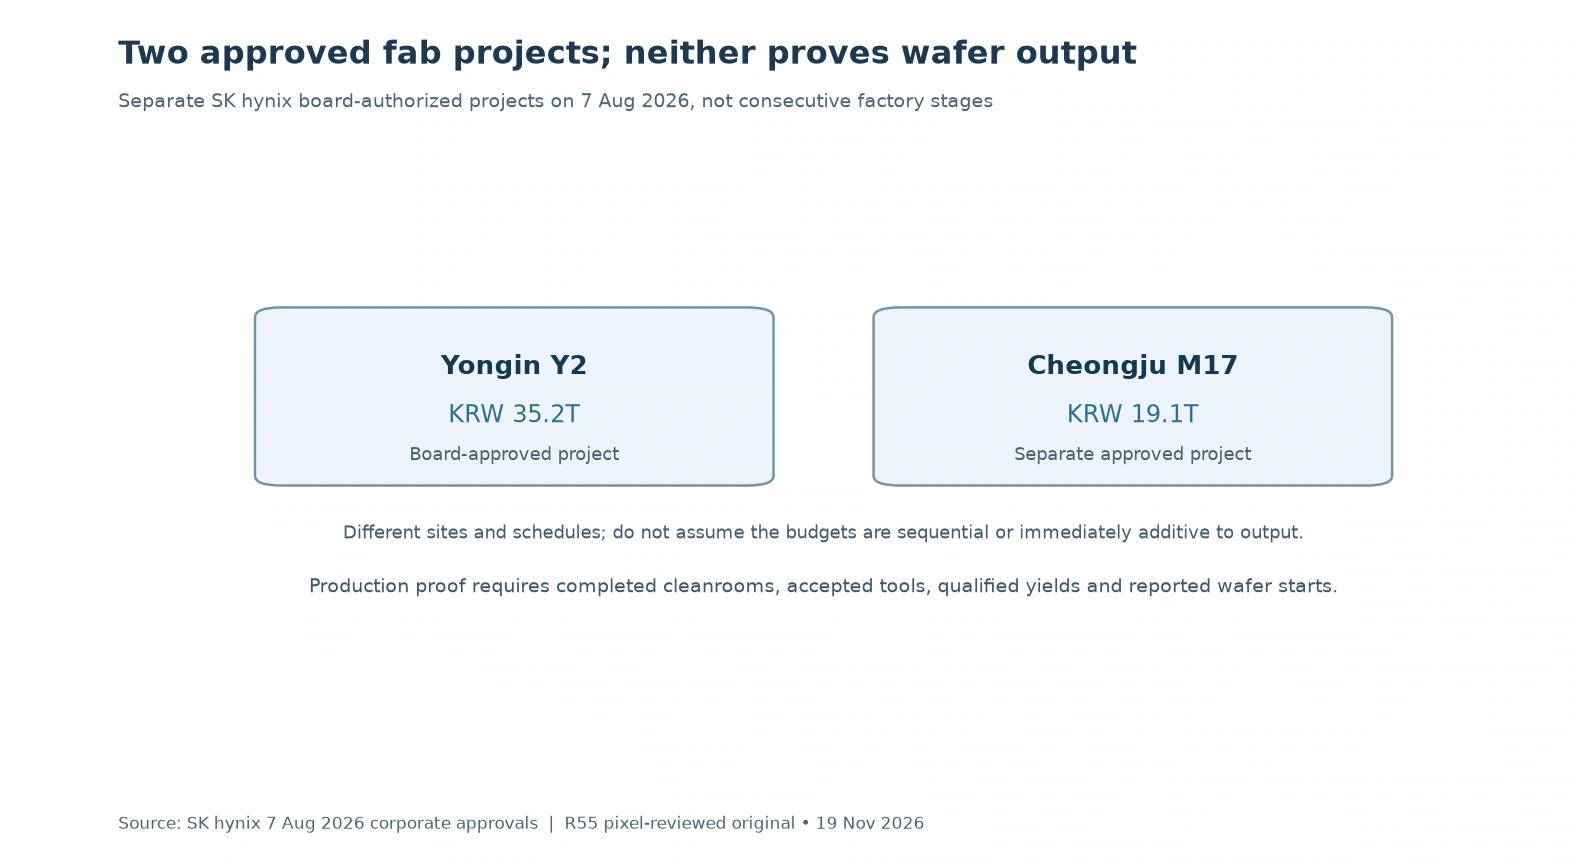 Two approved fab projects; neither proves wafer output
Separate SK hynix board-authorized projects on 7 Aug 2026, not consecutive factory stages
Yongin Y2
KRW 35.2T
Board-approved project
Cheongju M17
KRW 19.1T
Separate approved project
Different sites and schedules; do not assume the budgets are sequential or immediately additive to output.
Production proof requires completed cleanrooms, accepted tools, qualified yields and reported wafer starts.
Source: SK hynix 7 Aug 2026 corporate approvals | R55 pixel-reviewed original • 19 Nov 2026